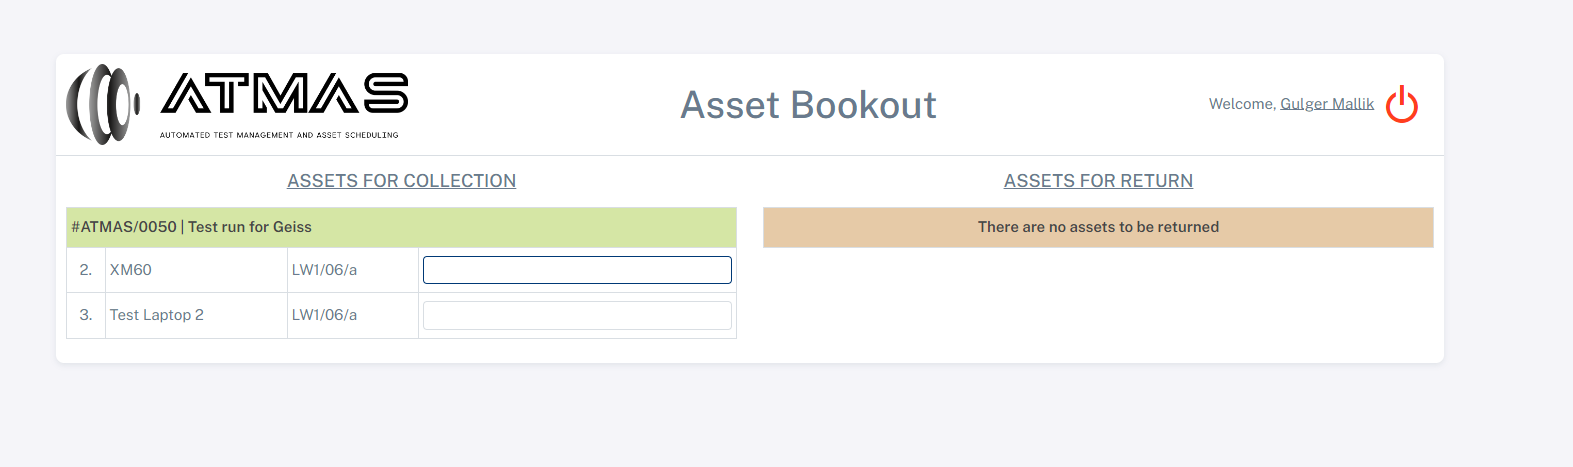 ATMAS
AUTOMATED TEST MANAGEMENT AND ASSET SCHEDULING
Asset Bookout
Welcome, Gulger Mallik
ASSETS FOR COLLECTION
#ATMAS/0050 | Test run for Geiss
2. XM60 LW1/06/a
3. Test Laptop 2 LW1/06/a
ASSETS FOR RETURN
There are no assets to be returned